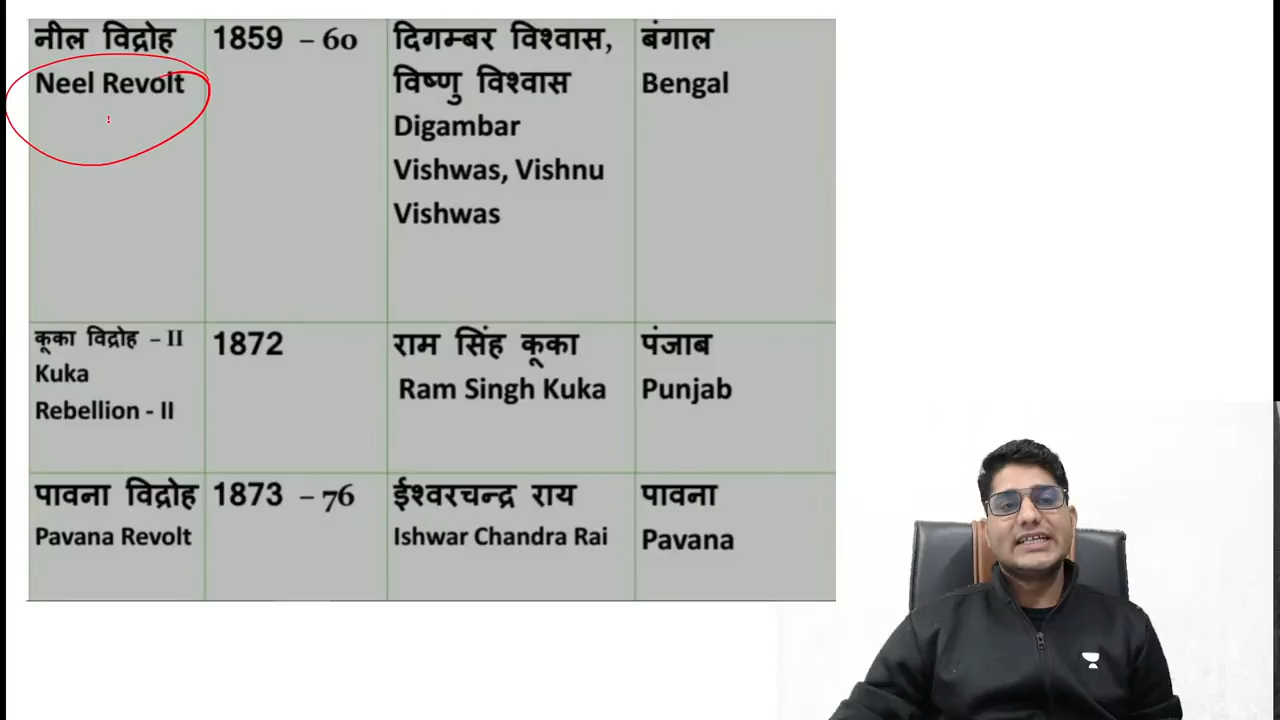 नील विद्रोह
Neel Revolt
1859 – 60
दिगम्बर विश्वास,
विष्णु विश्वास
Digambar
Vishwas, Vishnu
Vishwas
बंगाल
Bengal
कूका विद्रोह – II
Kuka
Rebellion - II
1872
राम सिंह कूका
Ram Singh Kuka
पंजाब
Punjab
पावना विद्रोह
Pavana Revolt
1873 – 76
ईश्वरचन्द्र राय
Ishwar Chandra Rai
पावना
Pavana